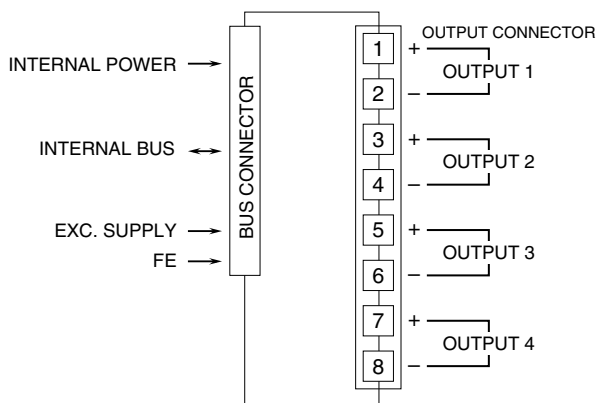 OUTPUT CONNECTOR
INTERNAL POWER
INTERNAL BUS
EXC. SUPPLY
FE
BUS CONNECTOR
1 +
OUTPUT 1
2 –
3 +
OUTPUT 2
4 –
5 +
OUTPUT 3
6 –
7 +
OUTPUT 4
8 –